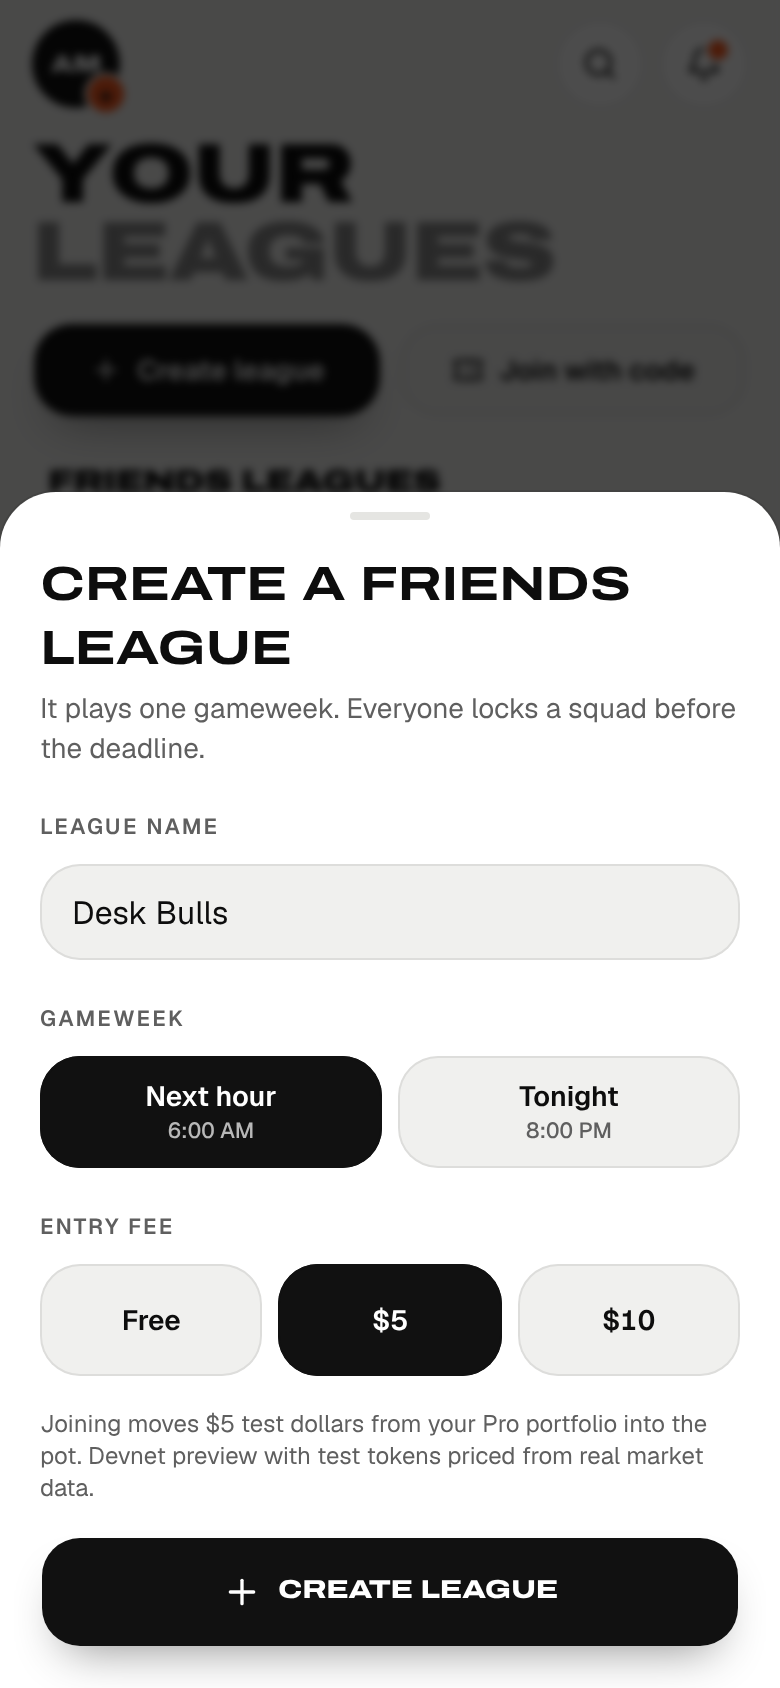 AM
YOUR
LEAGUES
Create league
Join with code
FRIENDS LEAGUES
CREATE A FRIENDS
LEAGUE
It plays one gameweek. Everyone locks a squad before
the deadline.
LEAGUE NAME
Desk Bulls
GAMEWEEK
Next hour
6:00 AM
Tonight
8:00 PM
ENTRY FEE
Free
$5
$10
Joining moves $5 test dollars from your Pro portfolio into the
pot. Devnet preview with test tokens priced from real market
data.
CREATE LEAGUE